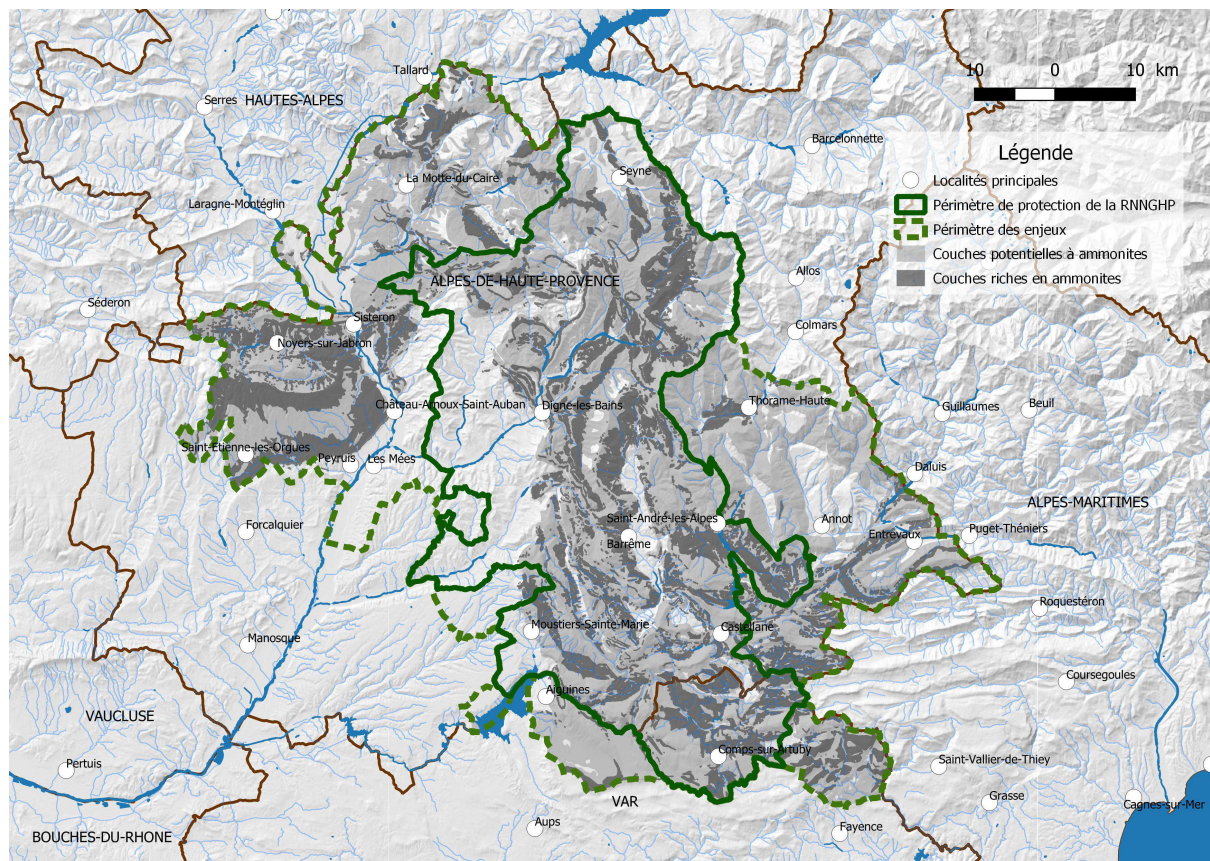 Tallard
Serres
HAUTES-ALPES
10 0 10 km
Barcelonnette
Légende
Localités principales
Périmètre de protection de la RNNGHP
Périmètre des enjeux
Couches potentielles à ammonites
Couches riches en ammonites
La Motte-du-Caire
Seyne
Laragne-Montéglin
ALPES-DE-HAUTE-PROVENCE
Allos
Séderon
Sisteron
Colmars
Noyers-sur-Jabron
Château-Arnoux-Saint-Auban
Digne-les-Bains
Thorame-Haute
Guillaumes
Beuil
Saint-Etienne-les-Orgues
Peyruis
Les Mées
Daluis
ALPES-MARITIMES
Forcalquier
Saint-André-les-Alpes
Annot
Barrême
Entrevaux
Puget-Théniers
Roquestéron
Manosque
Moustiers-Sainte-Marie
Castellane
Coursegoules
Aiguines
VAUCLUSE
Pertuis
Comps-sur-Artuby
Saint-Vallier-de-Thiey
VAR
Grasse
Cagnes-sur-Mer
BOUCHES-DU-RHONE
Aups
Fayence